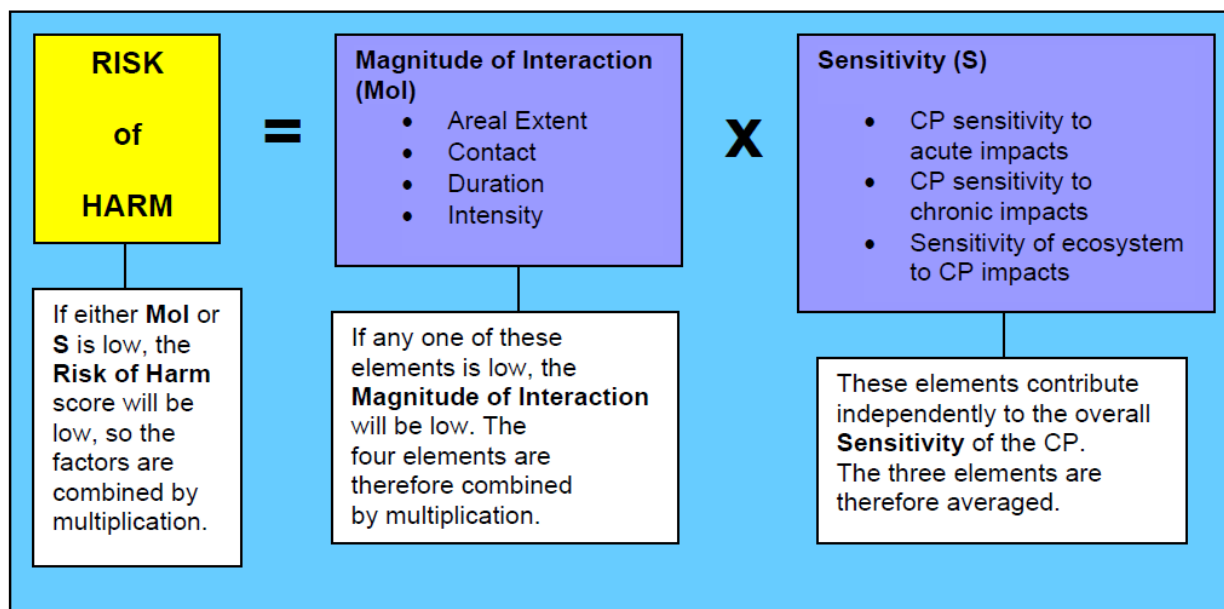 RISK
of
HARM
=
Magnitude of Interaction
(MoI)
• Areal Extent
• Contact
• Duration
• Intensity
x
Sensitivity (S)
• CP sensitivity to
acute impacts
• CP sensitivity to
chronic impacts
• Sensitivity of ecosystem
to CP impacts
If either MoI or
S is low, the
Risk of Harm
score will be
low, so the
factors are
combined by
multiplication.
If any one of these
elements is low, the
Magnitude of Interaction
will be low. The
four elements are
therefore combined
by multiplication.
These elements contribute
independently to the overall
Sensitivity of the CP.
The three elements are
therefore averaged.